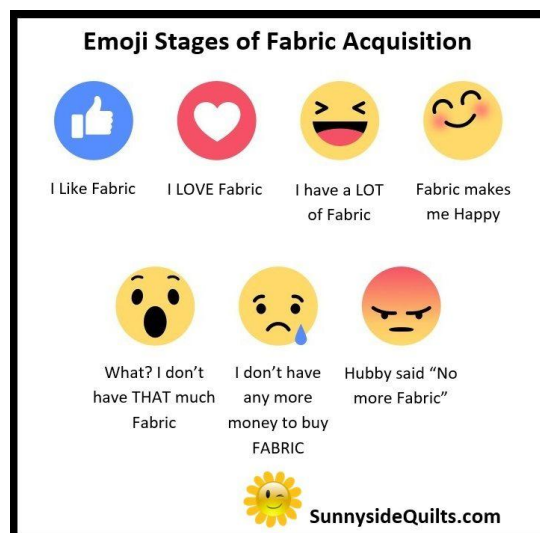 Emoji Stages of Fabric Acquisition
I Like Fabric
I LOVE Fabric
I have a LOT
of Fabric
Fabric makes
me Happy
What? I don’t
have THAT much
Fabric
I don’t have
any more
money to buy
FABRIC
Hubby said “No
more Fabric”
SunnysideQuilts.com